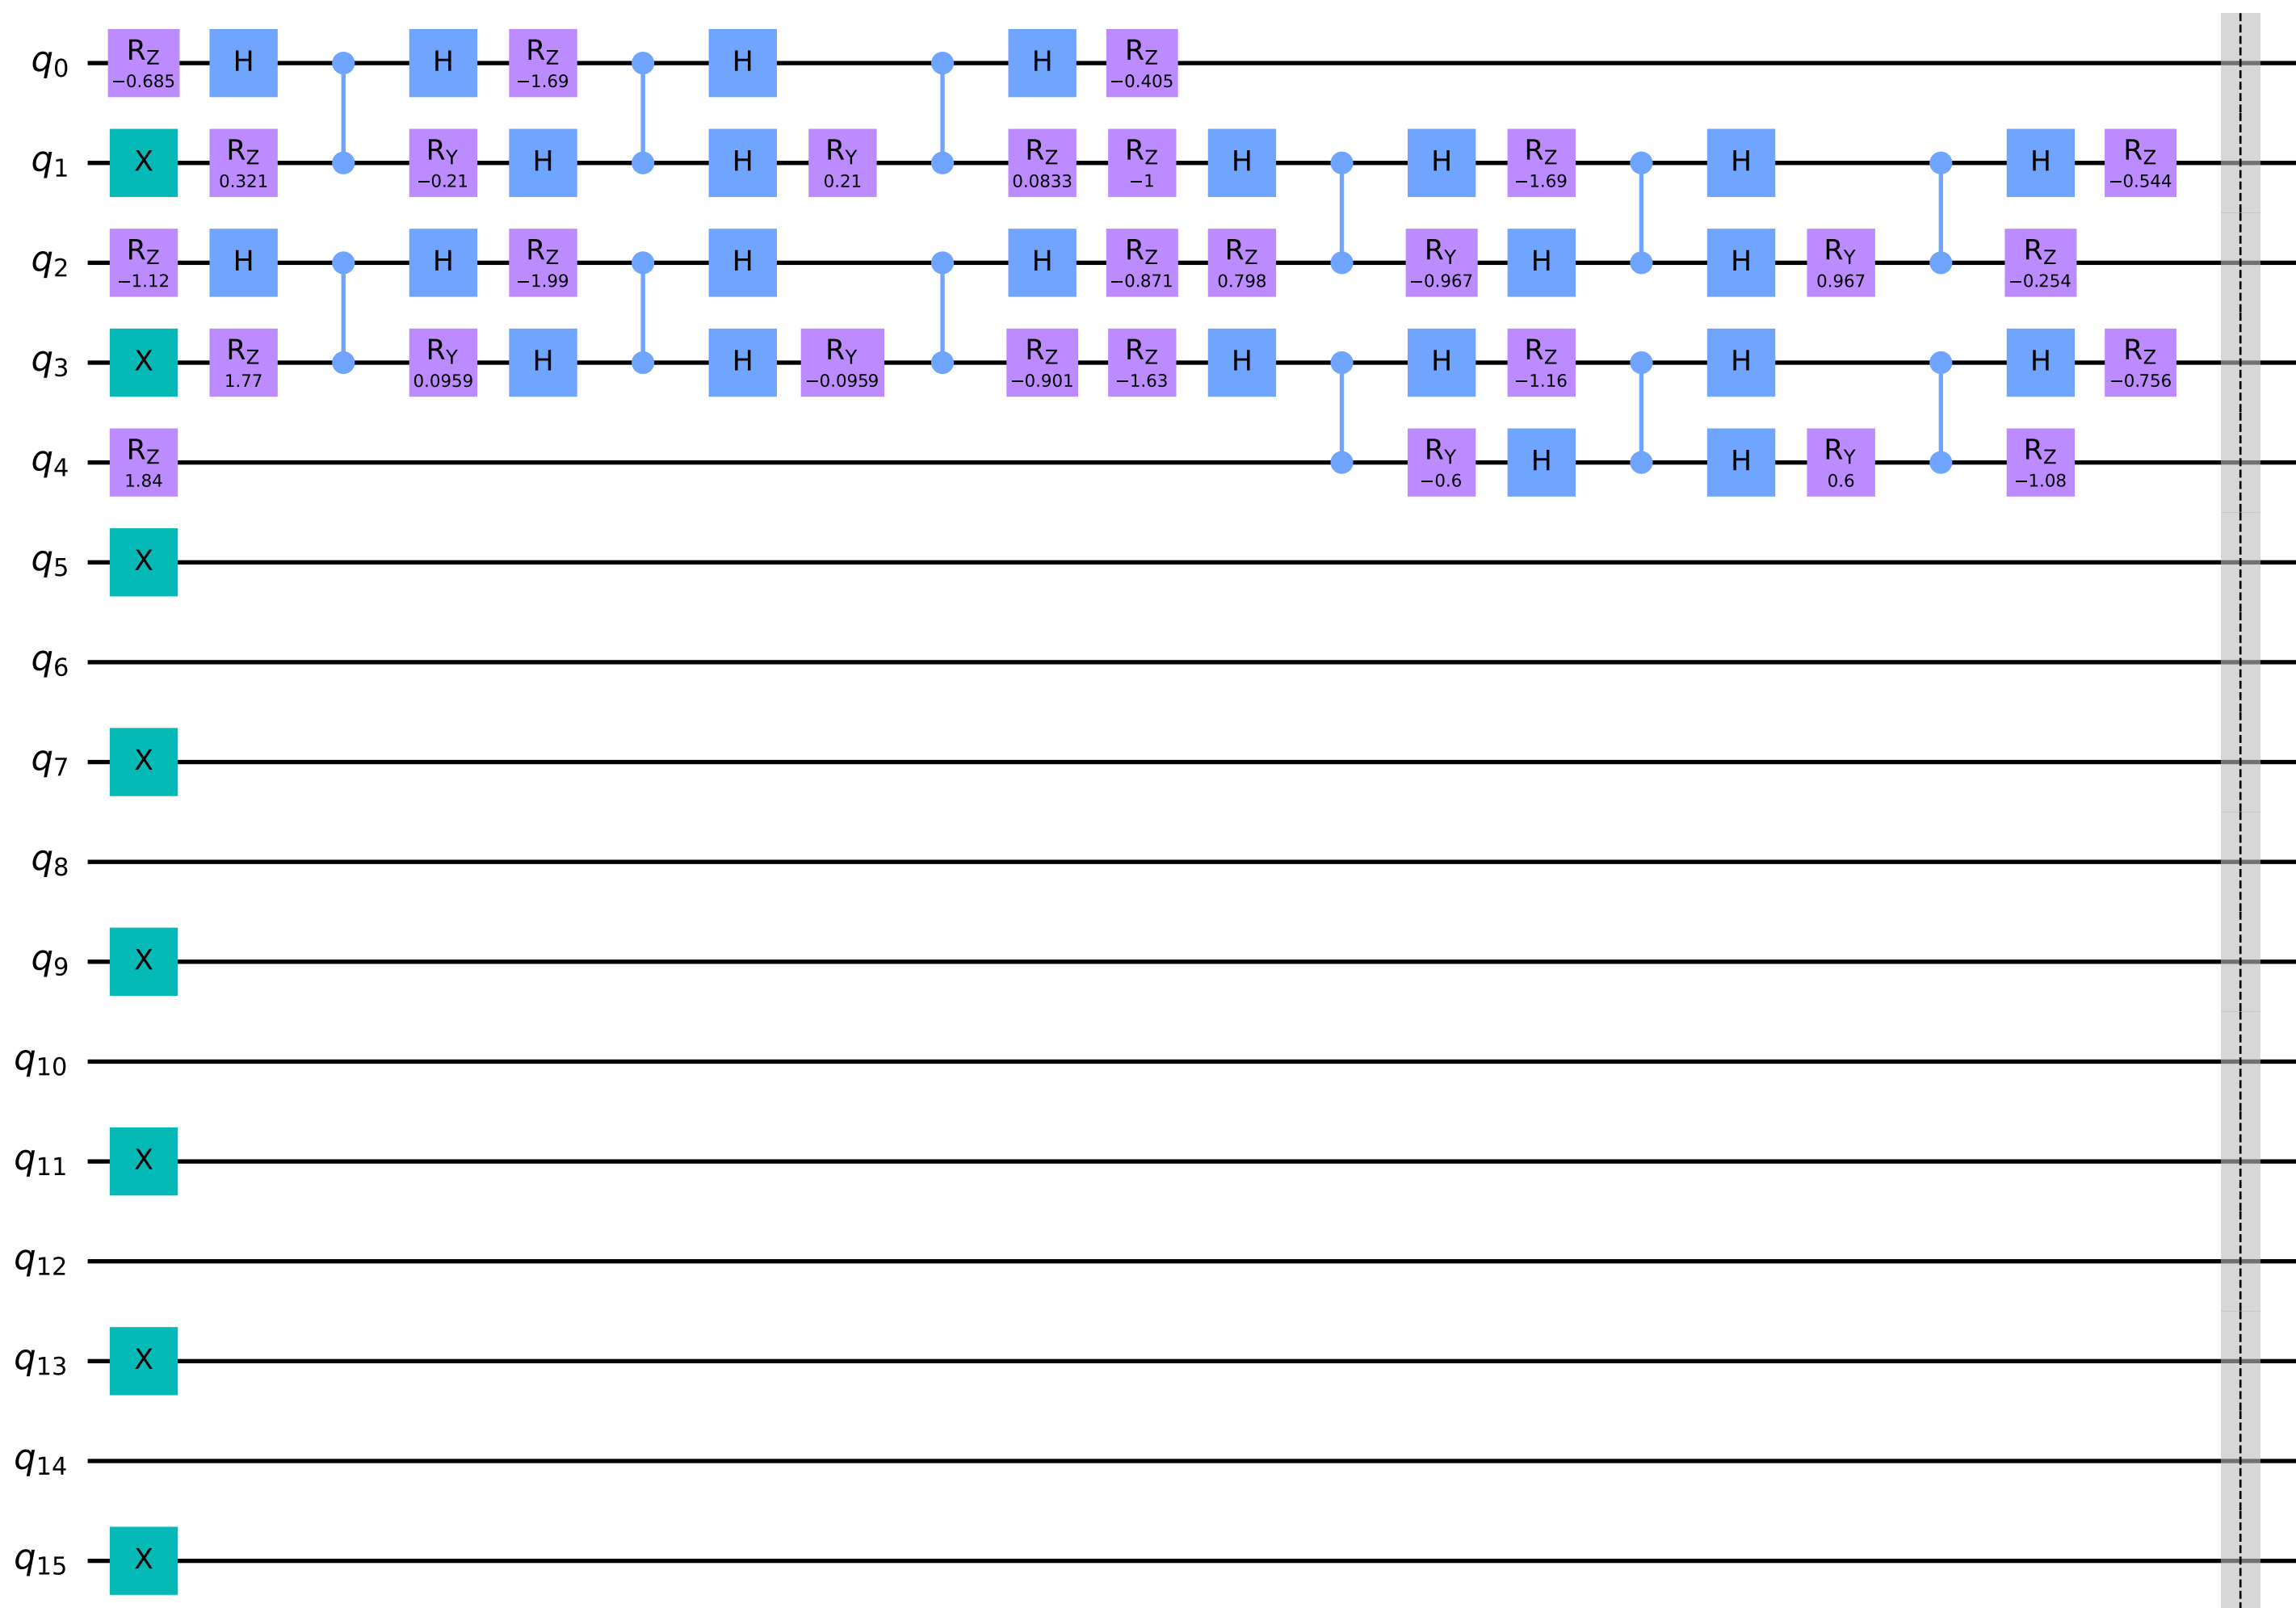 q0 RZ −0.685 H H RZ −1.69 H H RZ −0.405
q1 X RZ 0.321 RY −0.21 H H RY 0.21 RZ 0.0833 RZ −1 H H RZ −1.69 H H RZ −0.544
q2 RZ −1.12 H H RZ −1.99 H H RZ −0.871 RZ 0.798 RY −0.967 H H RY 0.967 RZ −0.254
q3 X RZ 1.77 RY 0.0959 H H RY −0.0959 RZ −0.901 RZ −1.63 H H RZ −1.16 H H RZ −0.756
q4 RZ 1.84 RY −0.6 H H RY 0.6 RZ −1.08
q5 X
q6
q7 X
q8
q9 X
q10
q11 X
q12
q13 X
q14
q15 X